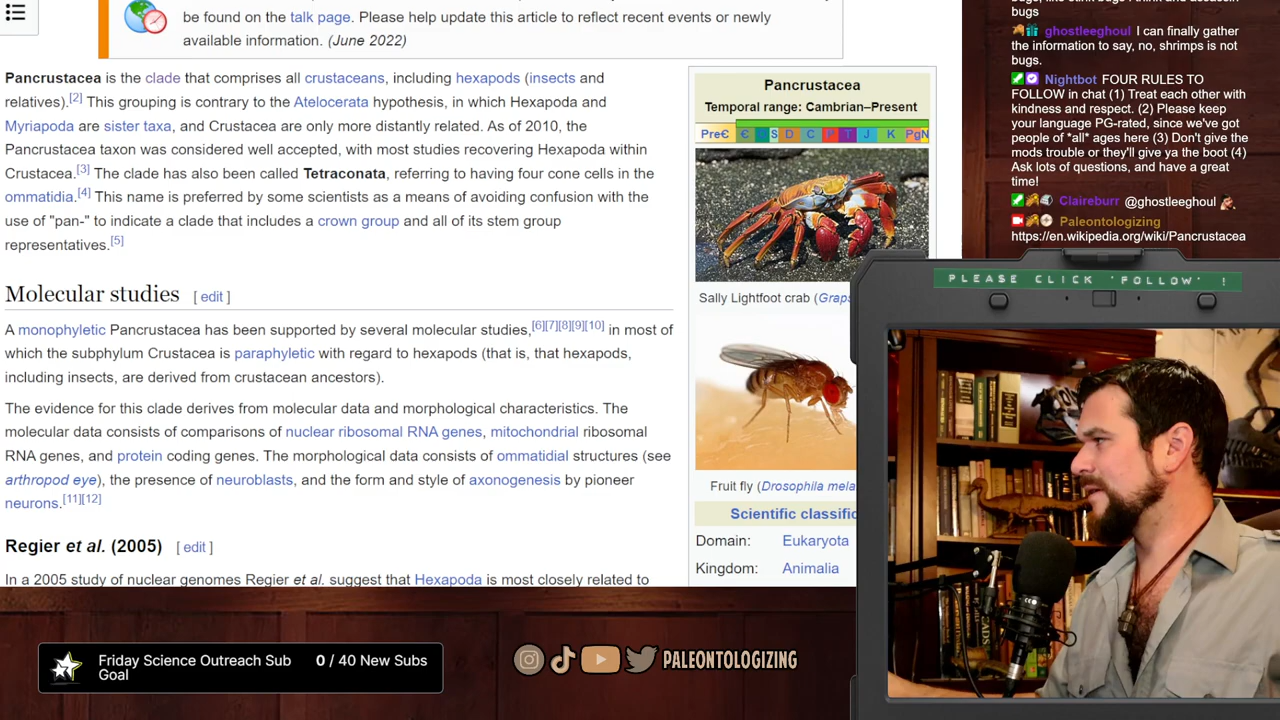 be found on the talk page. Please help update this article to reflect recent events or newly
available information. (June 2022)
Pancrustacea is the clade that comprises all crustaceans, including hexapods (insects and
relatives).[2] This grouping is contrary to the Atelocerata hypothesis, in which Hexapoda and
Myriapoda are sister taxa, and Crustacea are only more distantly related. As of 2010, the
Pancrustacea taxon was considered well accepted, with most studies recovering Hexapoda within
Crustacea.[3] The clade has also been called Tetraconata, referring to having four cone cells in the
ommatidia.[4] This name is preferred by some scientists as a means of avoiding confusion with the
use of "pan-" to indicate a clade that includes a crown group and all of its stem group
representatives.[5]
Molecular studies [ edit ]
A monophyletic Pancrustacea has been supported by several molecular studies,[6][7][8][9][10] in most of
which the subphylum Crustacea is paraphyletic with regard to hexapods (that is, that hexapods,
including insects, are derived from crustacean ancestors).
The evidence for this clade derives from molecular data and morphological characteristics. The
molecular data consists of comparisons of nuclear ribosomal RNA genes, mitochondrial ribosomal
RNA genes, and protein coding genes. The morphological data consists of ommatidial structures (see
arthropod eye), the presence of neuroblasts, and the form and style of axonogenesis by pioneer
neurons.[11][12]
Regier et al. (2005) [ edit ]
In a 2005 study of nuclear genomes Regier et al. suggest that Hexapoda is most closely related to
Pancrustacea
Temporal range: Cambrian–Present
PreꞒ Ꞓ O S D C P T J K PgN
Sally Lightfoot crab (Graps
Fruit fly (Drosophila mela
Scientific classific
Domain: Eukaryota
Kingdom: Animalia
bugs
ghostleeghoul I can finally gather
the information to say, no, shrimps is not
bugs.
Nightbot FOUR RULES TO
FOLLOW in chat (1) Treat each other with
kindness and respect. (2) Please keep
your language PG-rated, since we've got
people of *all* ages here (3) Don't give the
mods trouble or they'll give ya the boot (4)
Ask lots of questions, and have a great
time!
Claireburr @ghostleeghoul
Paleontologizing
https://en.wikipedia.org/wiki/Pancrustacea
PLEASE CLICK 'FOLLOW' !
Friday Science Outreach Sub
Goal
0 / 40 New Subs
PALEONTOLOGIZING